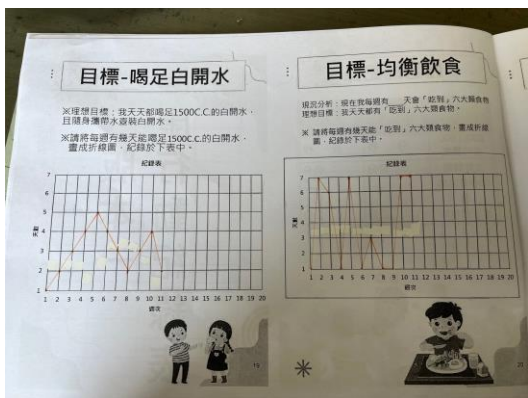 目標-喝足白開水
※理想目標：我天天都喝足1500C.C.的白開水，
且隨身攜帶水壺裝白開水。
※請將每週有幾天能喝足1500C.C.的白開水，
畫成折線圖，紀錄於下表中。
紀錄表
7
6
5
4
3
2
1
天數
1 2 3 4 5 6 7 8 9 10 11 12 13 14 15 16 17 18 19 20
週次
19
目標-均衡飲食
現況分析：現在我每週有___天會「吃到」六大類食物
理想目標：我天天都有「吃到」六大類食物。
※ 請將每週有幾天能「吃到」六大類食物，畫成折線
圖，紀錄於下表中。
紀錄表
7
6
5
4
3
2
1
天數
1 2 3 4 5 6 7 8 9 10 11 12 13 14 15 16 17 18 19 20
週次